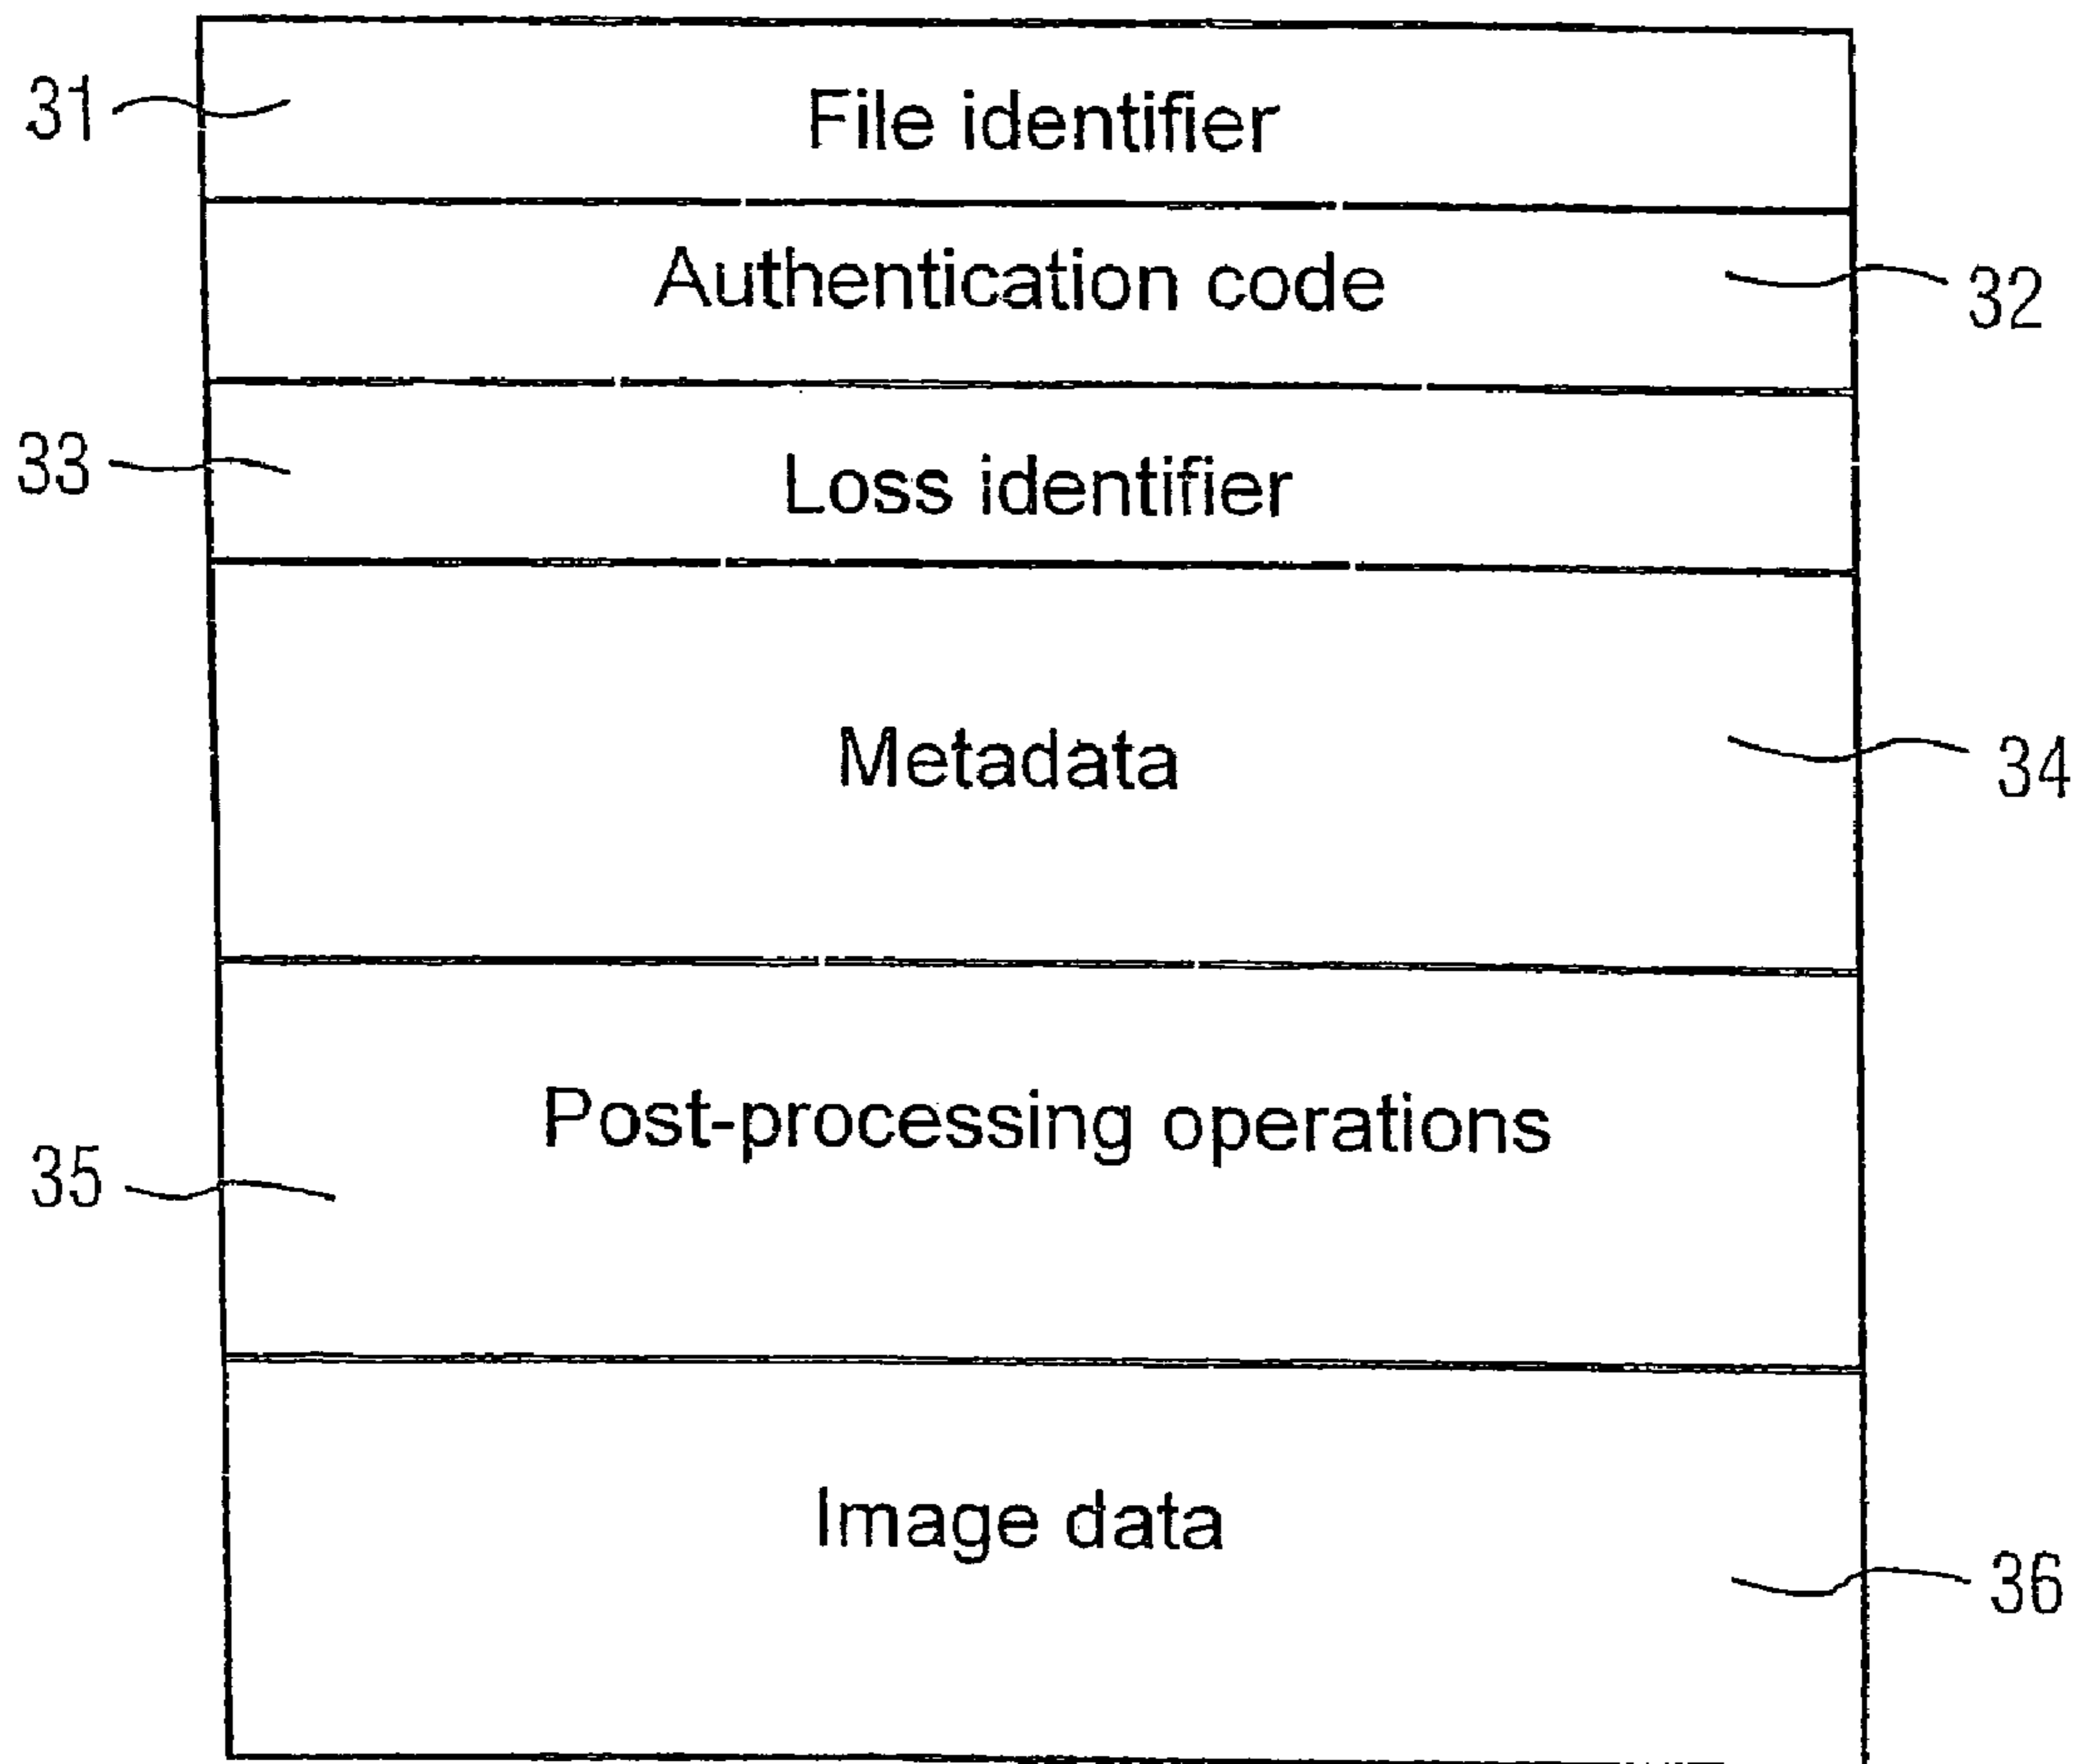 31 File identifier
Authentication code 32
33 Loss identifier
Metadata 34
Post-processing operations
35
Image data
36